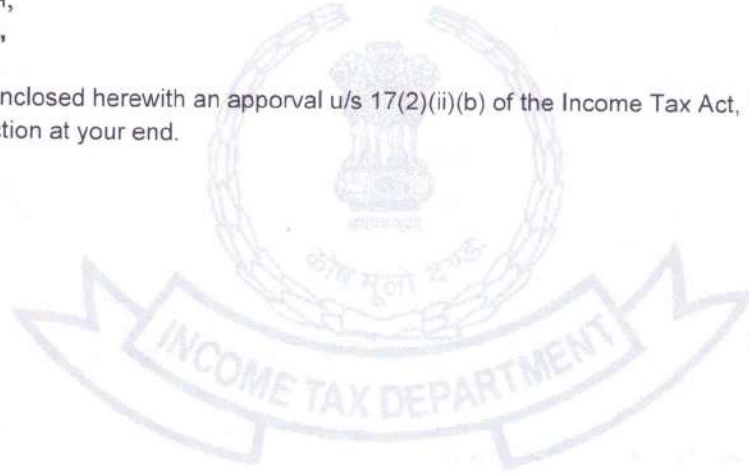 nclosed herewith an apporval u/s 17(2)(ii)(b) of the Income Tax Act,
tion at your end.
कोष मूलो दण्डः
INCOME TAX DEPARTMENT